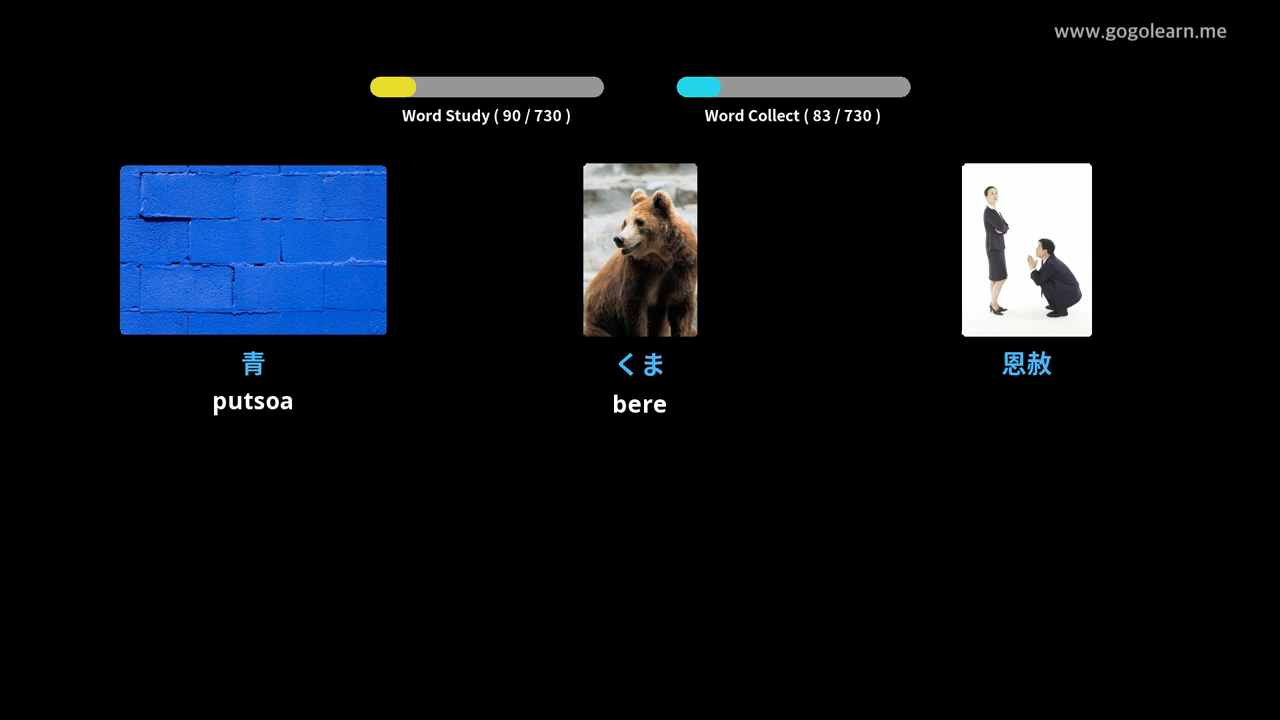 www.gogolearn.me
Word Study ( 90 / 730 )
Word Collect ( 83 / 730 )
青
putsoa
くま
bere
恩赦